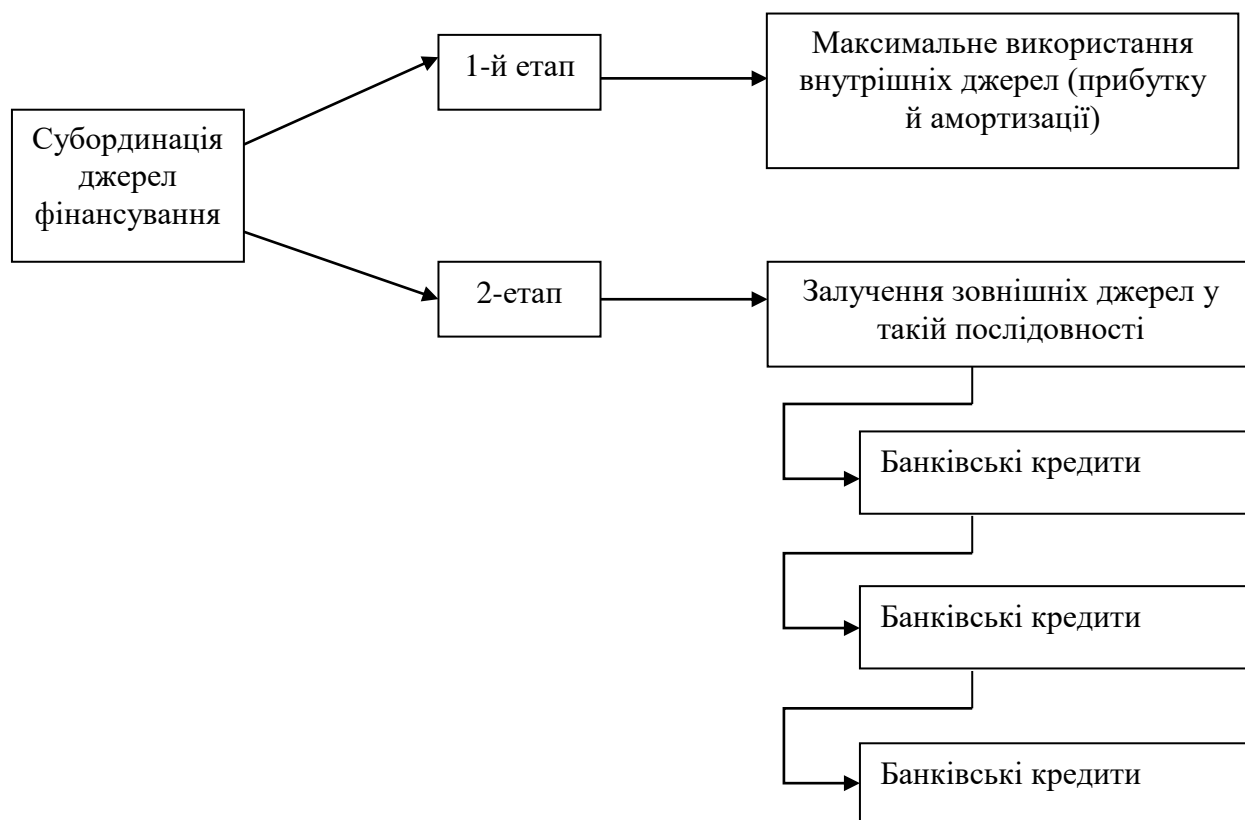 Субординація
джерел
фінансування
1-й етап
Максимальне використання
внутрішніх джерел (прибутку
й амортизації)
2-етап
Залучення зовнішніх джерел у
такій послідовності
Банківські кредити
Банківські кредити
Банківські кредити